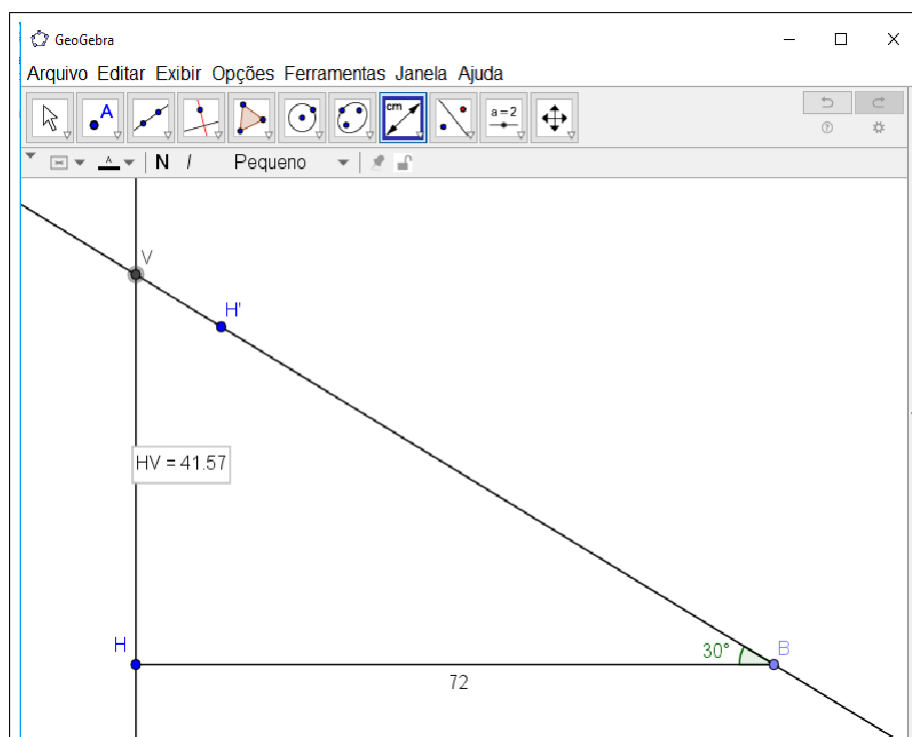 GeoGebra
Arquivo Editar Exibir Opções Ferramentas Janela Ajuda
A
cm
a=2
A
N I Pequeno
V
H'
HV = 41.57
H
30°
B
72